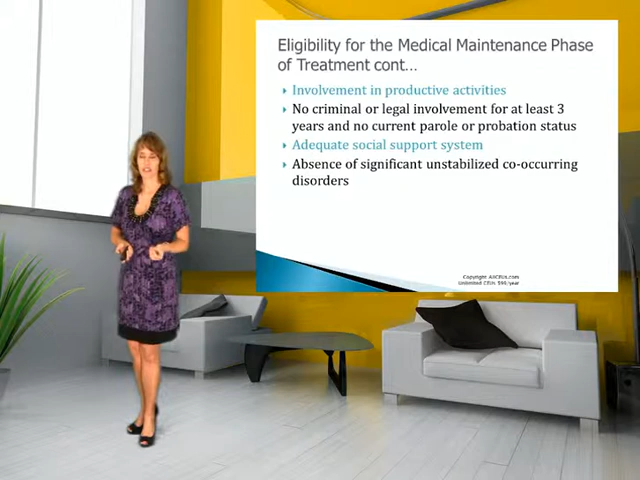 Eligibility for the Medical Maintenance Phase
of Treatment cont...
Involvement in productive activities
No criminal or legal involvement for at least 3
years and no current parole or probation status
Adequate social support system
Absence of significant unstabilized co-occurring
disorders
Copyright AllCEUs.com
Unlimited CEUs $99/year